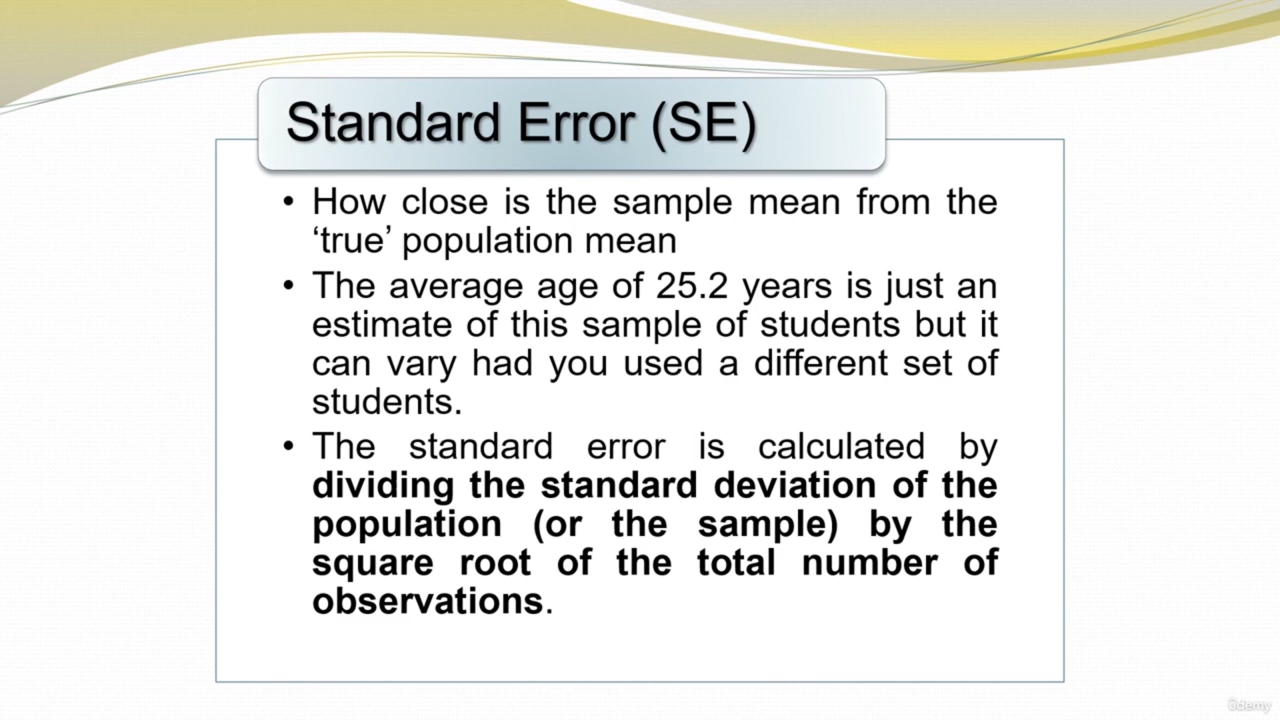 Standard Error (SE)
• How close is the sample mean from the
‘true’ population mean
• The average age of 25.2 years is just an
estimate of this sample of students but it
can vary had you used a different set of
students.
• The standard error is calculated by
dividing the standard deviation of the
population (or the sample) by the
square root of the total number of
observations.
ûdemy